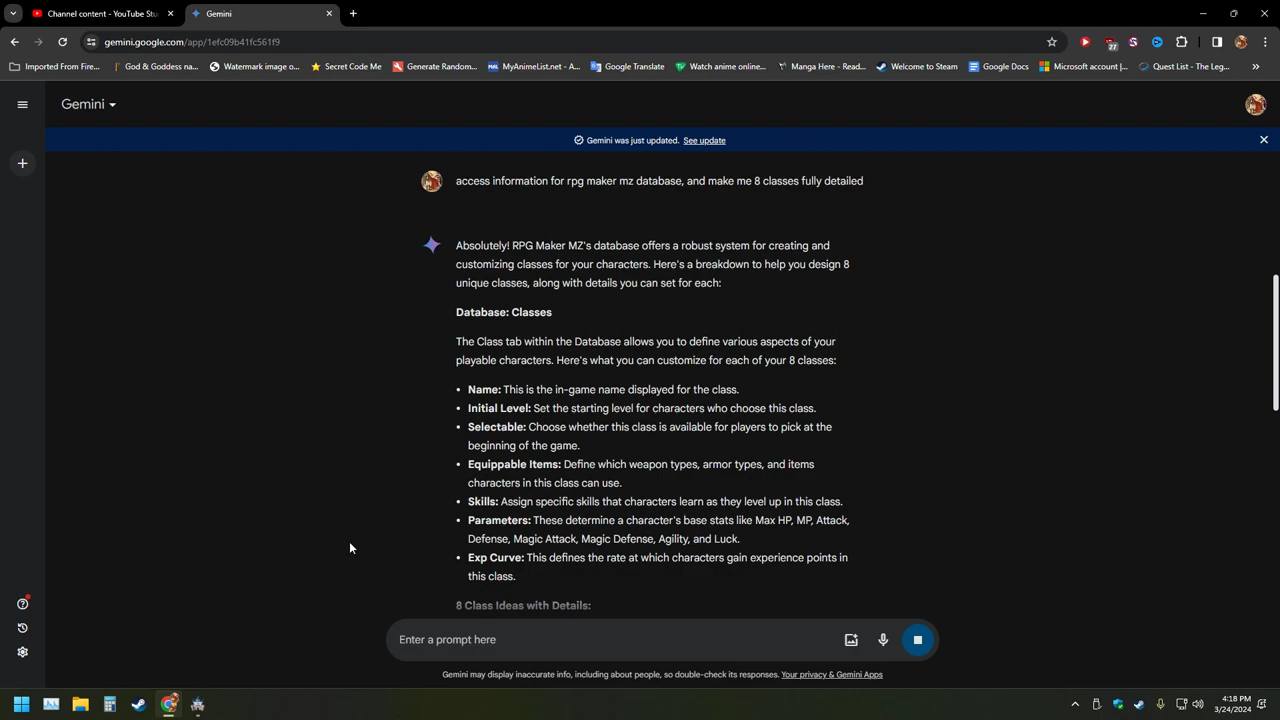 Channel content - YouTube Stu
Gemini
gemini.google.com/app/1efc09b41fc561f9
27
Imported From Fire...
God & Goddess na...
Watermark image o...
Secret Code Me
Generate Random...
MyAnimeList.net - A...
Google Translate
Watch anime online...
Manga Here - Read...
Welcome to Steam
Google Docs
Microsoft account |...
Quest List - The Leg...
Gemini
Gemini was just updated. See update
access information for rpg maker mz database, and make me 8 classes fully detailed
Absolutely! RPG Maker MZ's database offers a robust system for creating and
customizing classes for your characters. Here's a breakdown to help you design 8
unique classes, along with details you can set for each:
Database: Classes
The Class tab within the Database allows you to define various aspects of your
playable characters. Here's what you can customize for each of your 8 classes:
• Name: This is the in-game name displayed for the class.
• Initial Level: Set the starting level for characters who choose this class.
• Selectable: Choose whether this class is available for players to pick at the
beginning of the game.
• Equippable Items: Define which weapon types, armor types, and items
characters in this class can use.
• Skills: Assign specific skills that characters learn as they level up in this class.
• Parameters: These determine a character's base stats like Max HP, MP, Attack,
Defense, Magic Attack, Magic Defense, Agility, and Luck.
• Exp Curve: This defines the rate at which characters gain experience points in
this class.
8 Class Ideas with Details:
Enter a prompt here
Gemini may display inaccurate info, including about people, so double-check its responses. Your privacy & Gemini Apps
4:18 PM
3/24/2024